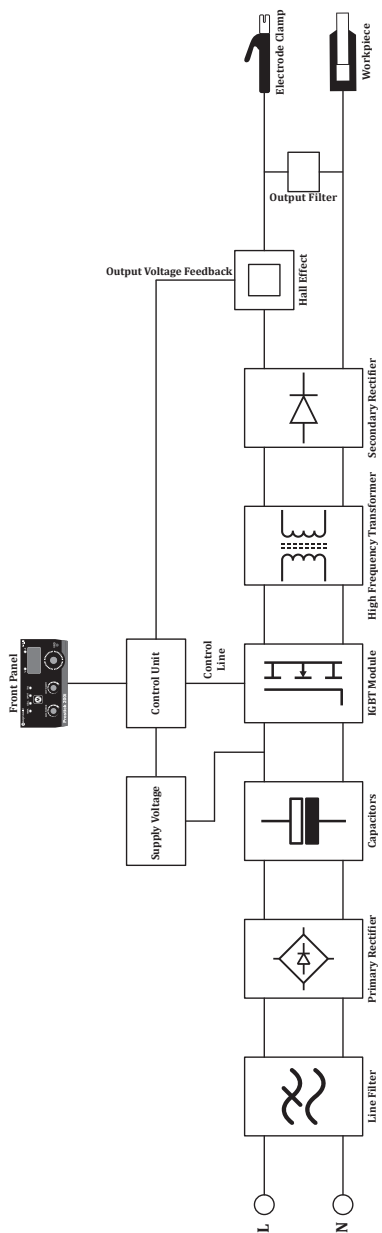 Front Panel
Electrode Clamp
Workpiece
Output Filter
Output Voltage Feedback
Hall Effect
Secondary Rectifier
High Frequency Transformer
Control Unit
Control
Line
IGBT Module
Supply Voltage
Capacitors
Primary Rectifier
Line Filter
L
N